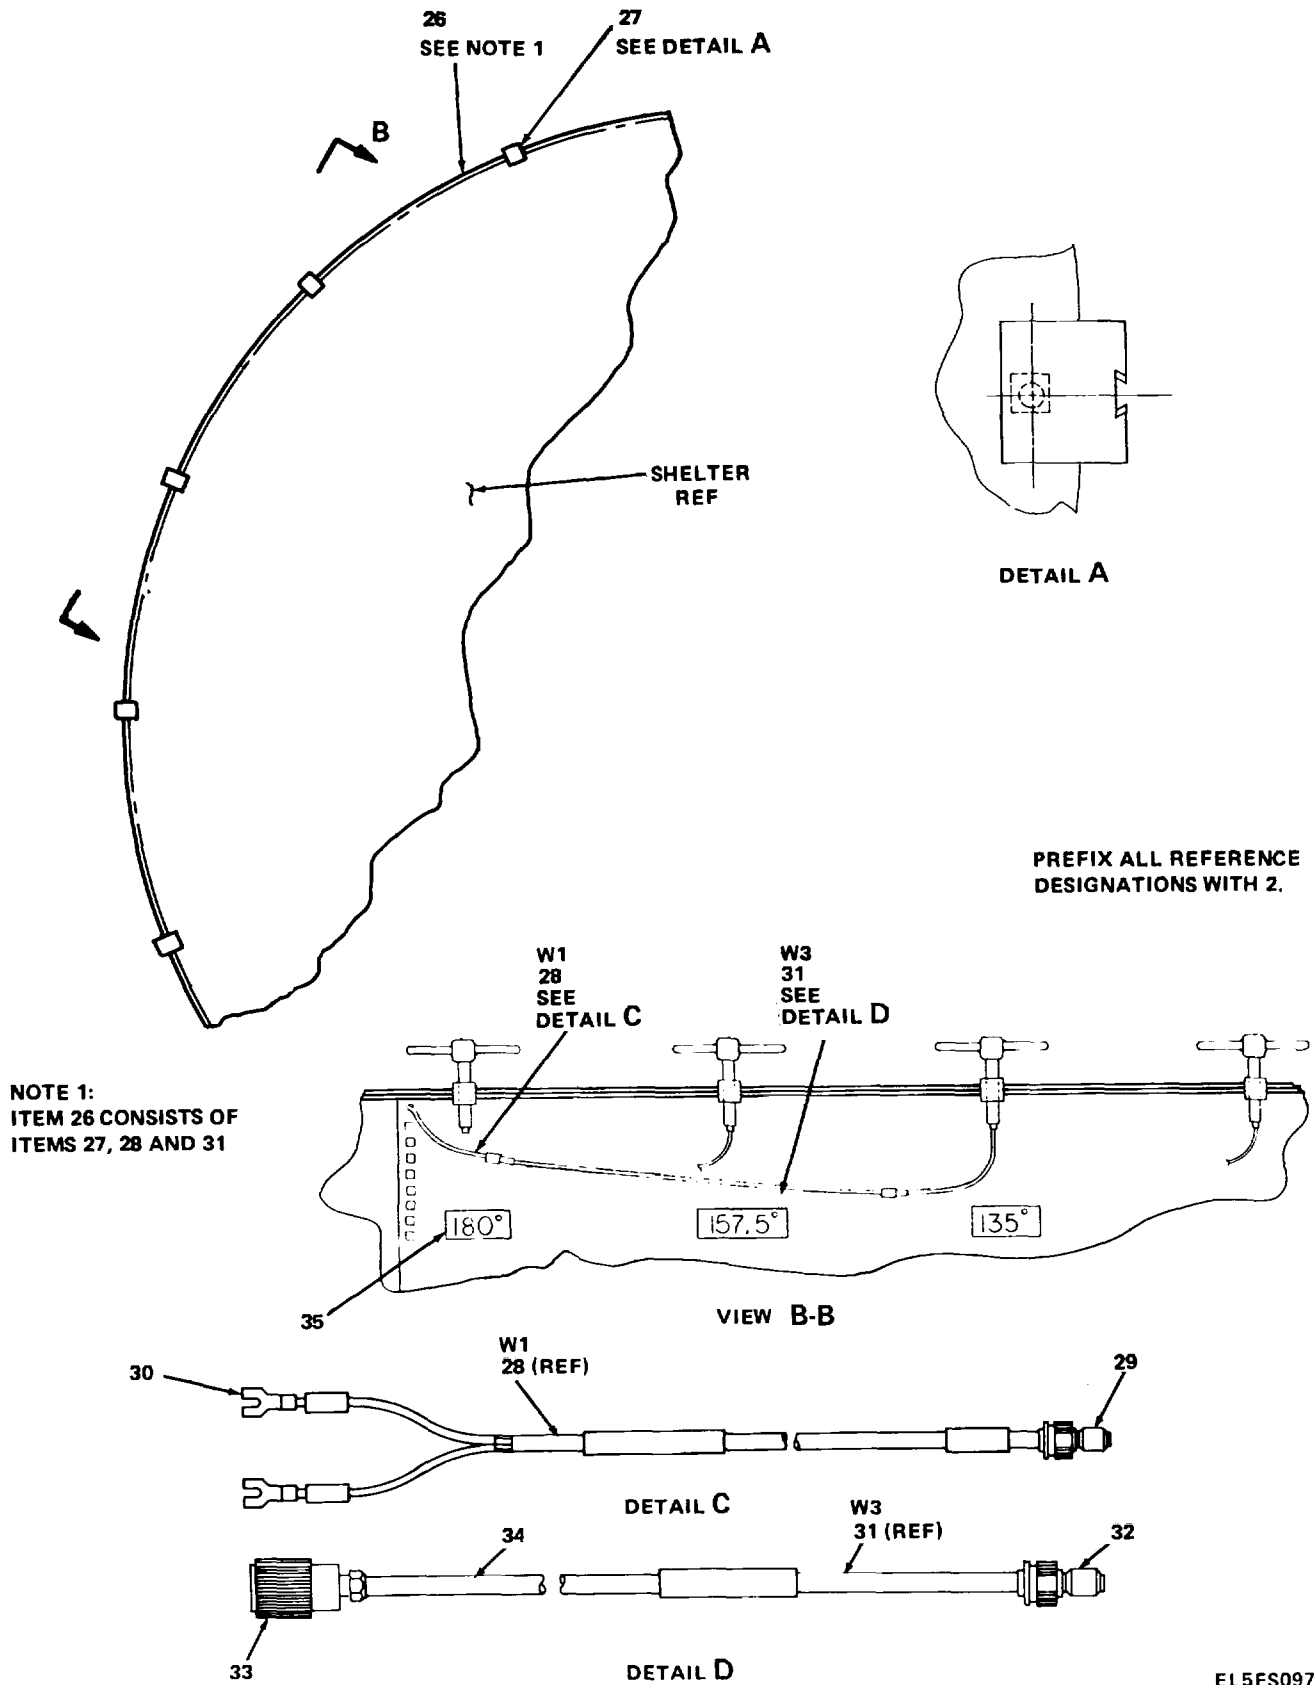 26
SEE NOTE 1
27
SEE DETAIL A
B
SHELTER
REF
DETAIL A
PREFIX ALL REFERENCE
DESIGNATIONS WITH 2.
W1
28
SEE
DETAIL C
W3
31
SEE
DETAIL D
NOTE 1:
ITEM 26 CONSISTS OF
ITEMS 27, 28 AND 31
180°
157.5°
135°
35
VIEW B-B
30
W1
28 (REF)
29
DETAIL C
34
W3
31 (REF)
32
33
DETAIL D
EL5FS097